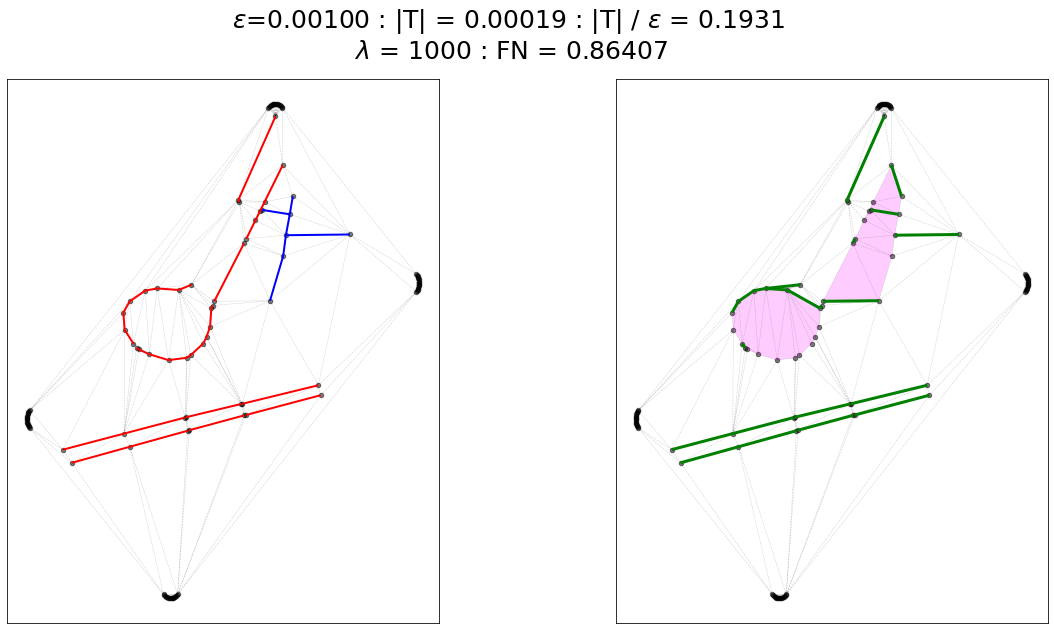 ε=0.00100 : |T| = 0.00019 : |T| / ε = 0.1931
λ = 1000 : FN = 0.86407